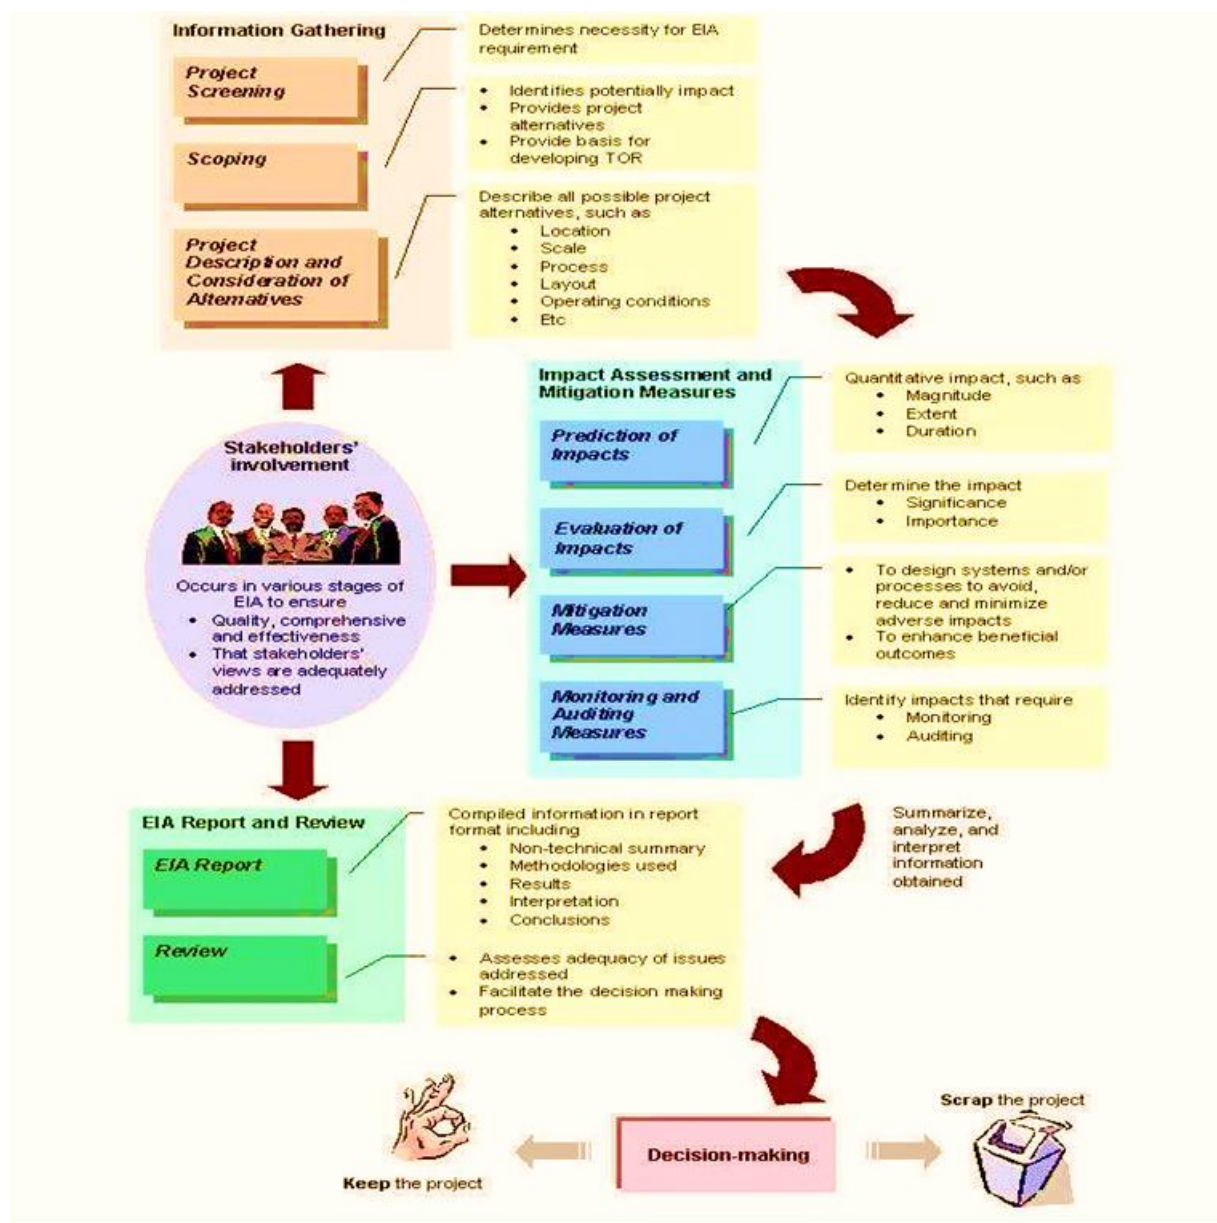 Information Gathering
Project
Screening
Determines necessity for EIA
requirement
Scoping
• Identifies potentially impact
• Provides project
alternatives
• Provide basis for
developing TOR
Project
Description and
Consideration of
Alternatives
Describe all possible project
alternatives, such as
• Location
• Scale
• Process
• Layout
• Operating conditions
• Etc
Stakeholders'
involvement
Occurs in various stages of
EIA to ensure
• Quality, comprehensive
and effectiveness
• That stakeholders'
views are adequately
addressed
Impact Assessment and
Mitigation Measures
Prediction of
Impacts
Quantitative impact, such as
• Magnitude
• Extent
• Duration
Evaluation of
Impacts
Determine the impact
• Significance
• Importance
Mitigation
Measures
• To design systems and/or
processes to avoid,
reduce and minimize
adverse impacts
• To enhance beneficial
outcomes
Monitoring and
Auditing
Measures
Identify impacts that require
• Monitoring
• Auditing
Summarize,
analyze, and
interpret
information
obtained
EIA Report and Review
EIA Report
Compiled information in report
format including
• Non-technical summary
• Methodologies used
• Results
• Interpretation
• Conclusions
Review
• Assesses adequacy of issues
addressed
• Facilitate the decision making
process
Decision-making
Keep the project
Scrap the project